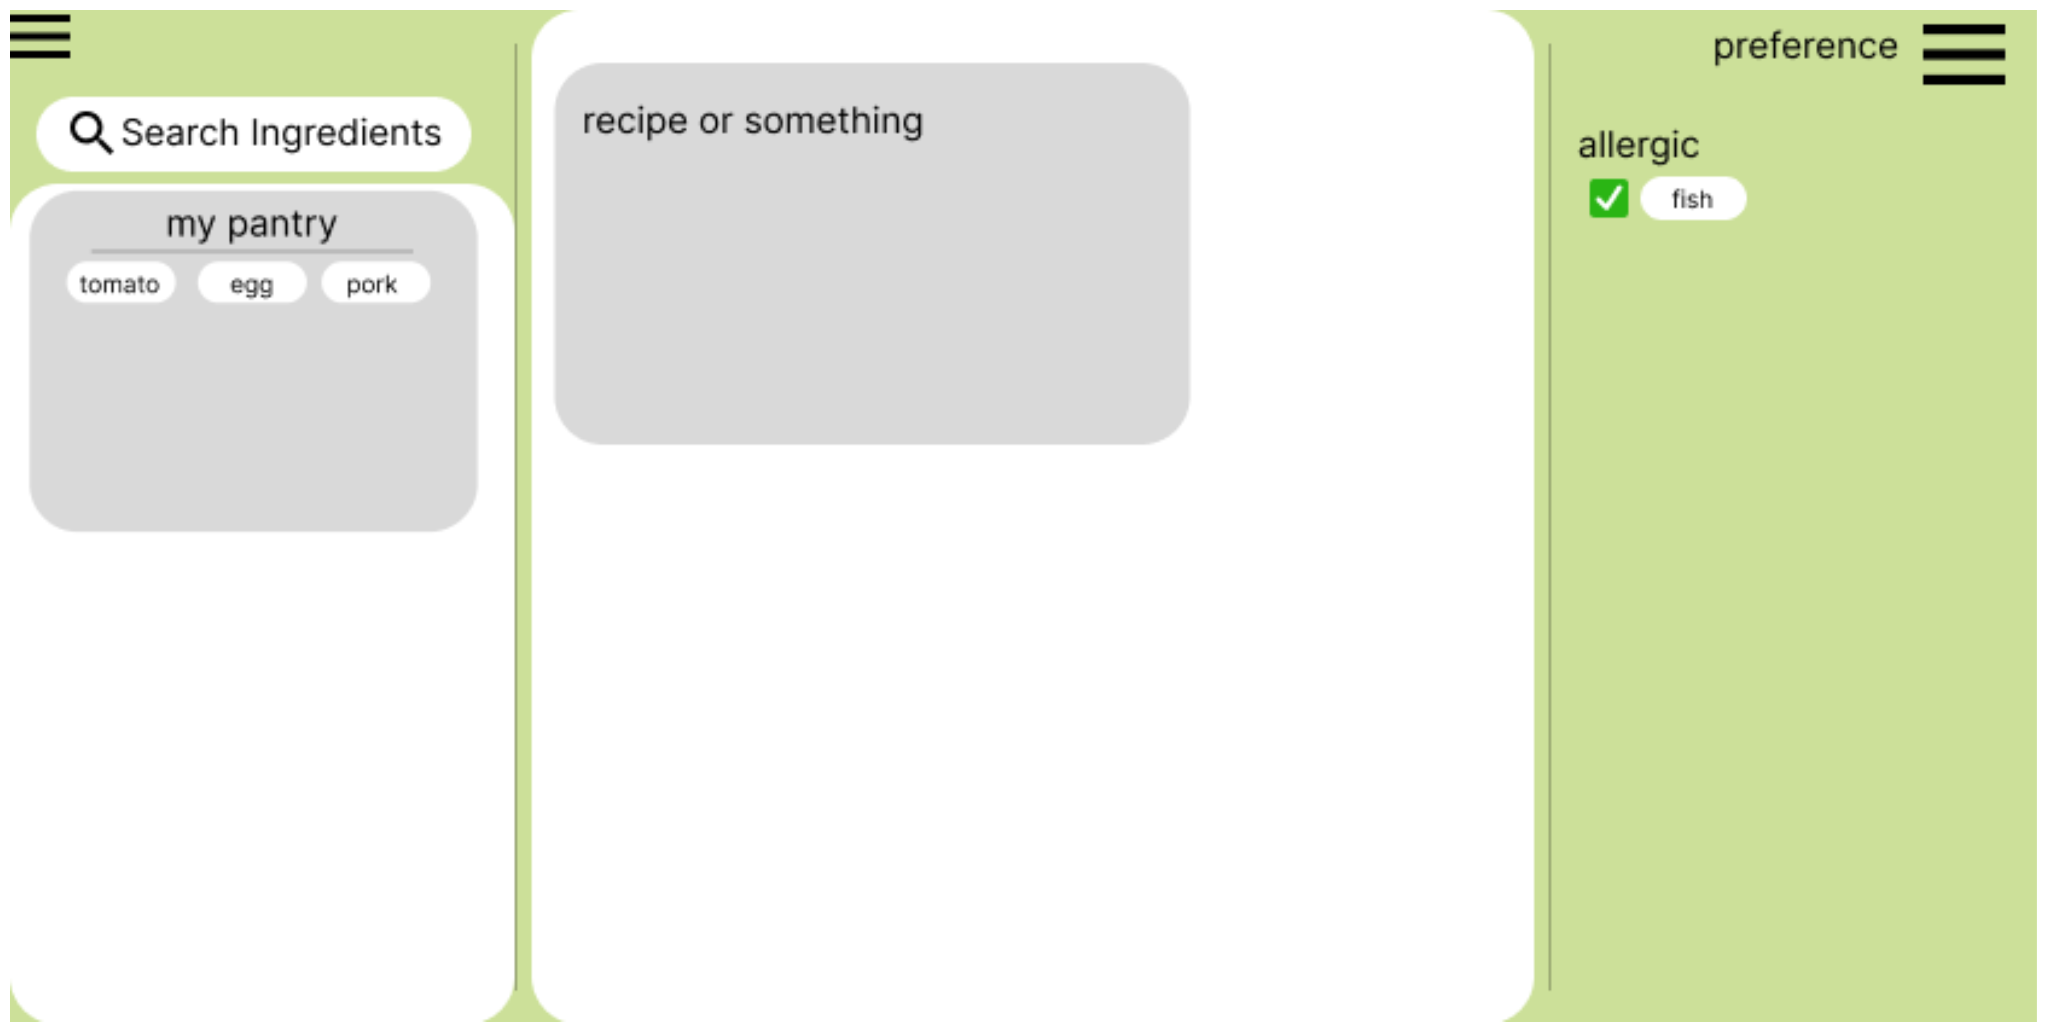 Search Ingredients
my pantry
tomato egg pork
recipe or something
preference
allergic
fish